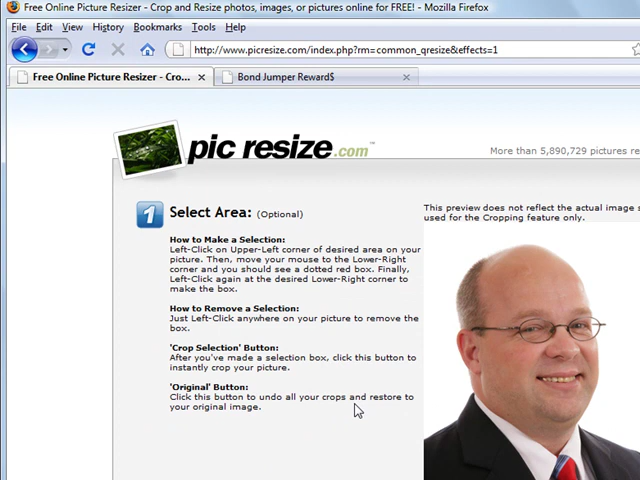 Free Online Picture Resizer - Crop and Resize photos, images, or pictures online for FREE! - Mozilla Firefox
File Edit View History Bookmarks Tools Help
http://www.picresize.com/index.php?rm=common_qresize&effects=1
Free Online Picture Resizer - Cro... Bond Jumper Reward$
pic resize.com™
More than 5,890,729 pictures re
1 Select Area: (Optional)
How to Make a Selection:
Left-Click on Upper-Left corner of desired area on your
picture. Then, move your mouse to the Lower-Right
corner and you should see a dotted red box. Finally,
Left-Click again at the desired Lower-Right corner to
make the box.
How to Remove a Selection:
Just Left-Click anywhere on your picture to remove the
box.
'Crop Selection' Button:
After you've made a selection box, click this button to
instantly crop your picture.
'Original' Button:
Click this button to undo all your crops and restore to
your original image.
This preview does not reflect the actual image s
used for the Cropping feature only.